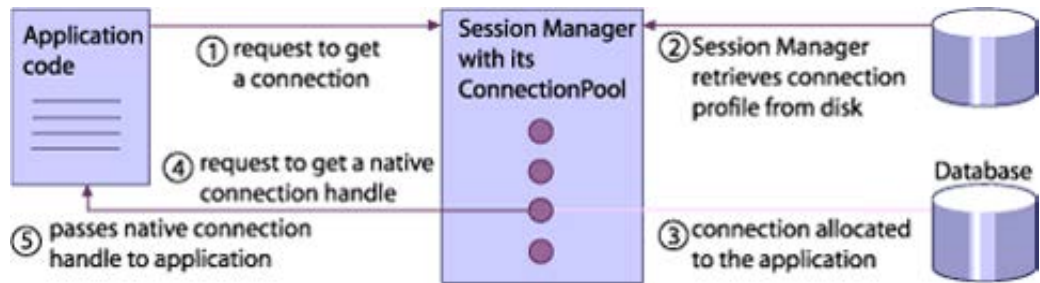 Application
code
① request to get
a connection
Session Manager
with its
ConnectionPool
② Session Manager
retrieves connection
profile from disk
④ request to get a native
connection handle
⑤ passes native connection
handle to application
Database
③ connection allocated
to the application